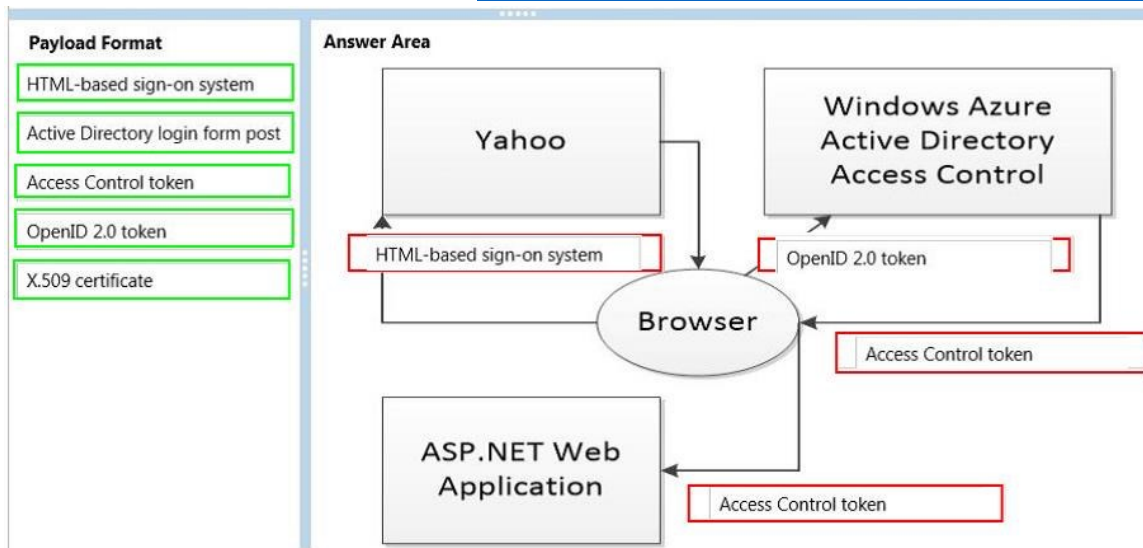 Payload Format
HTML-based sign-on system
Active Directory login form post
Access Control token
OpenID 2.0 token
X.509 certificate
Answer Area
Yahoo
Windows Azure
Active Directory
Access Control
HTML-based sign-on system
OpenID 2.0 token
Browser
Access Control token
ASP.NET Web
Application
Access Control token